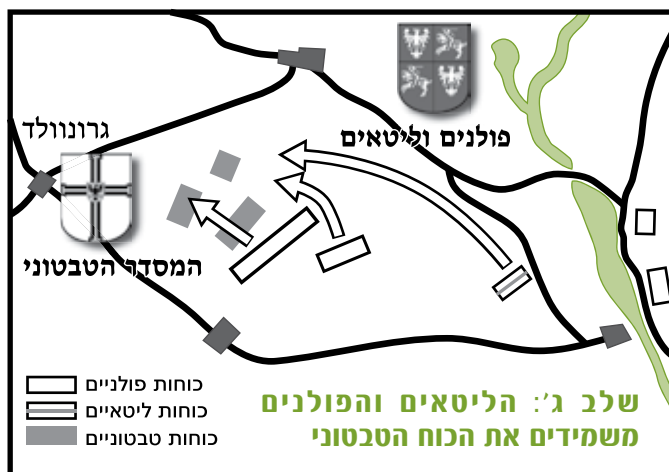 פולנים וליטאים
גרונוולד
המסדר הטבטוני
כוחות פולניים
כוחות ליטאיים
כוחות טבטוניים
שלב ג': הליטאים והפולנים
משמידים את הכוח הטבטוני